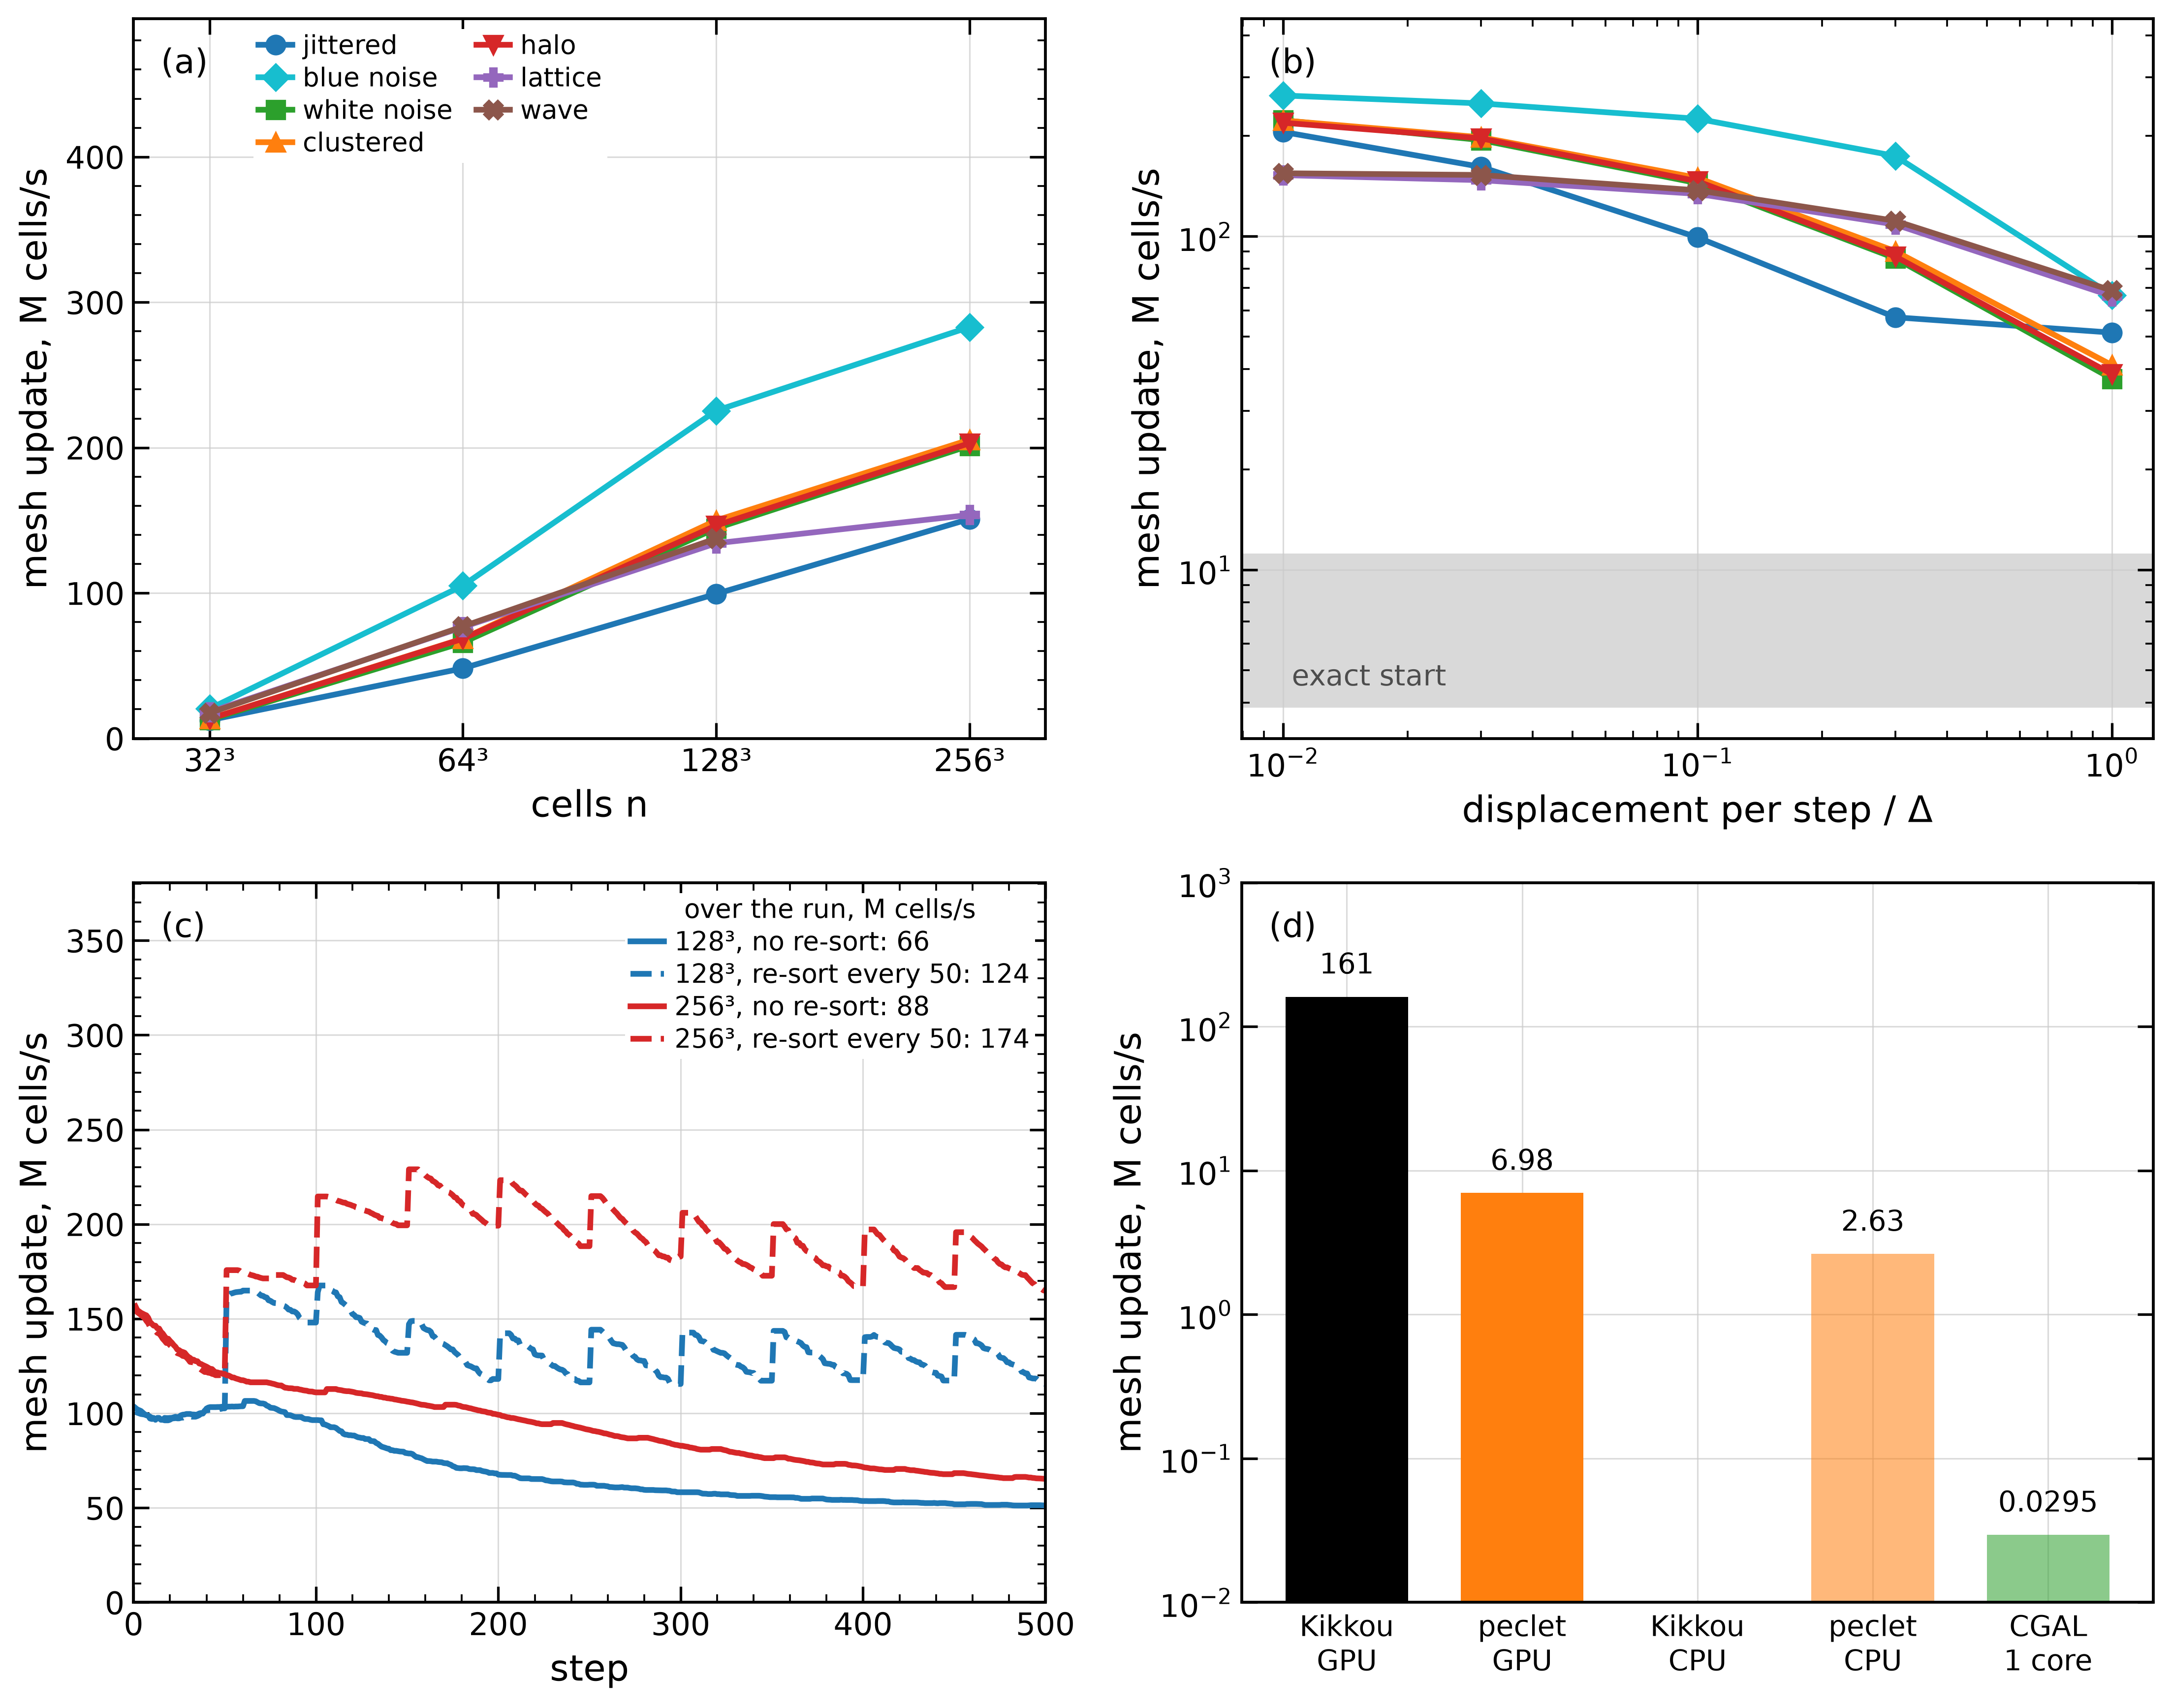 (a)
jittered
blue noise
white noise
clustered
halo
lattice
wave
mesh update, M cells/s
400
300
200
100
0
32³
64³
128³
256³
cells n
(b)
mesh update, M cells/s
10²
10¹
exact start
10⁻²
10⁻¹
10⁰
displacement per step / Δ
(c)
over the run, M cells/s
128³, no re-sort: 66
128³, re-sort every 50: 124
256³, no re-sort: 88
256³, re-sort every 50: 174
mesh update, M cells/s
350
300
250
200
150
100
50
0
0
100
200
300
400
500
step
(d)
mesh update, M cells/s
10³
10²
10¹
10⁰
10⁻¹
10⁻²
161
6.98
2.63
0.0295
Kikkou
GPU
peclet
GPU
Kikkou
CPU
peclet
CPU
CGAL
1 core